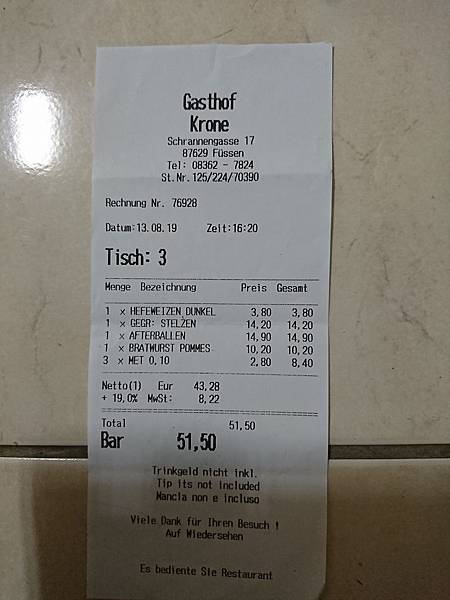 Gasthof
Krone
Schrannengasse 17
87629 Füssen
Tel: 08362 - 7824
St.Nr.125/224/70390
Rechnung Nr. 76928
Datum:13.08.19 Zeit:16:20
Tisch: 3
Menge Bezeichnung Preis Gesamt
1 x HEFEWEIZEN DUNKEL 3,80 3,80
1 x GEGR: STELZEN 14,20 14,20
1 x AFTERBALLEN 14,90 14,90
1 x BRATWURST POMMES 10,20 10,20
3 x MET 0,10 2,80 8,40
Netto(1) Eur 43,28
+ 19,0% MwSt: 8,22
Total 51,50
Bar 51,50
Trinkgeld nicht inkl.
Tip its not included
Mancia non e incluso
Viele Dank für Ihren Besuch !
Auf Wiedersehen
Es bediente Sie Restaurant